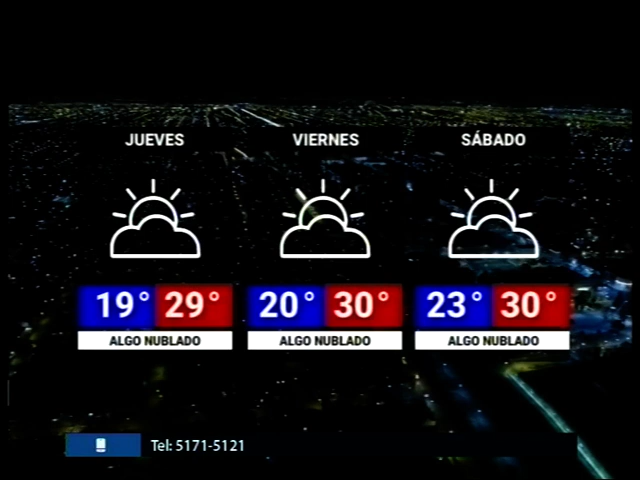 JUEVES VIERNES SÁBADO
19° 29° 20° 30° 23° 30°
ALGO NUBLADO ALGO NUBLADO ALGO NUBLADO
Tel: 5171-5121